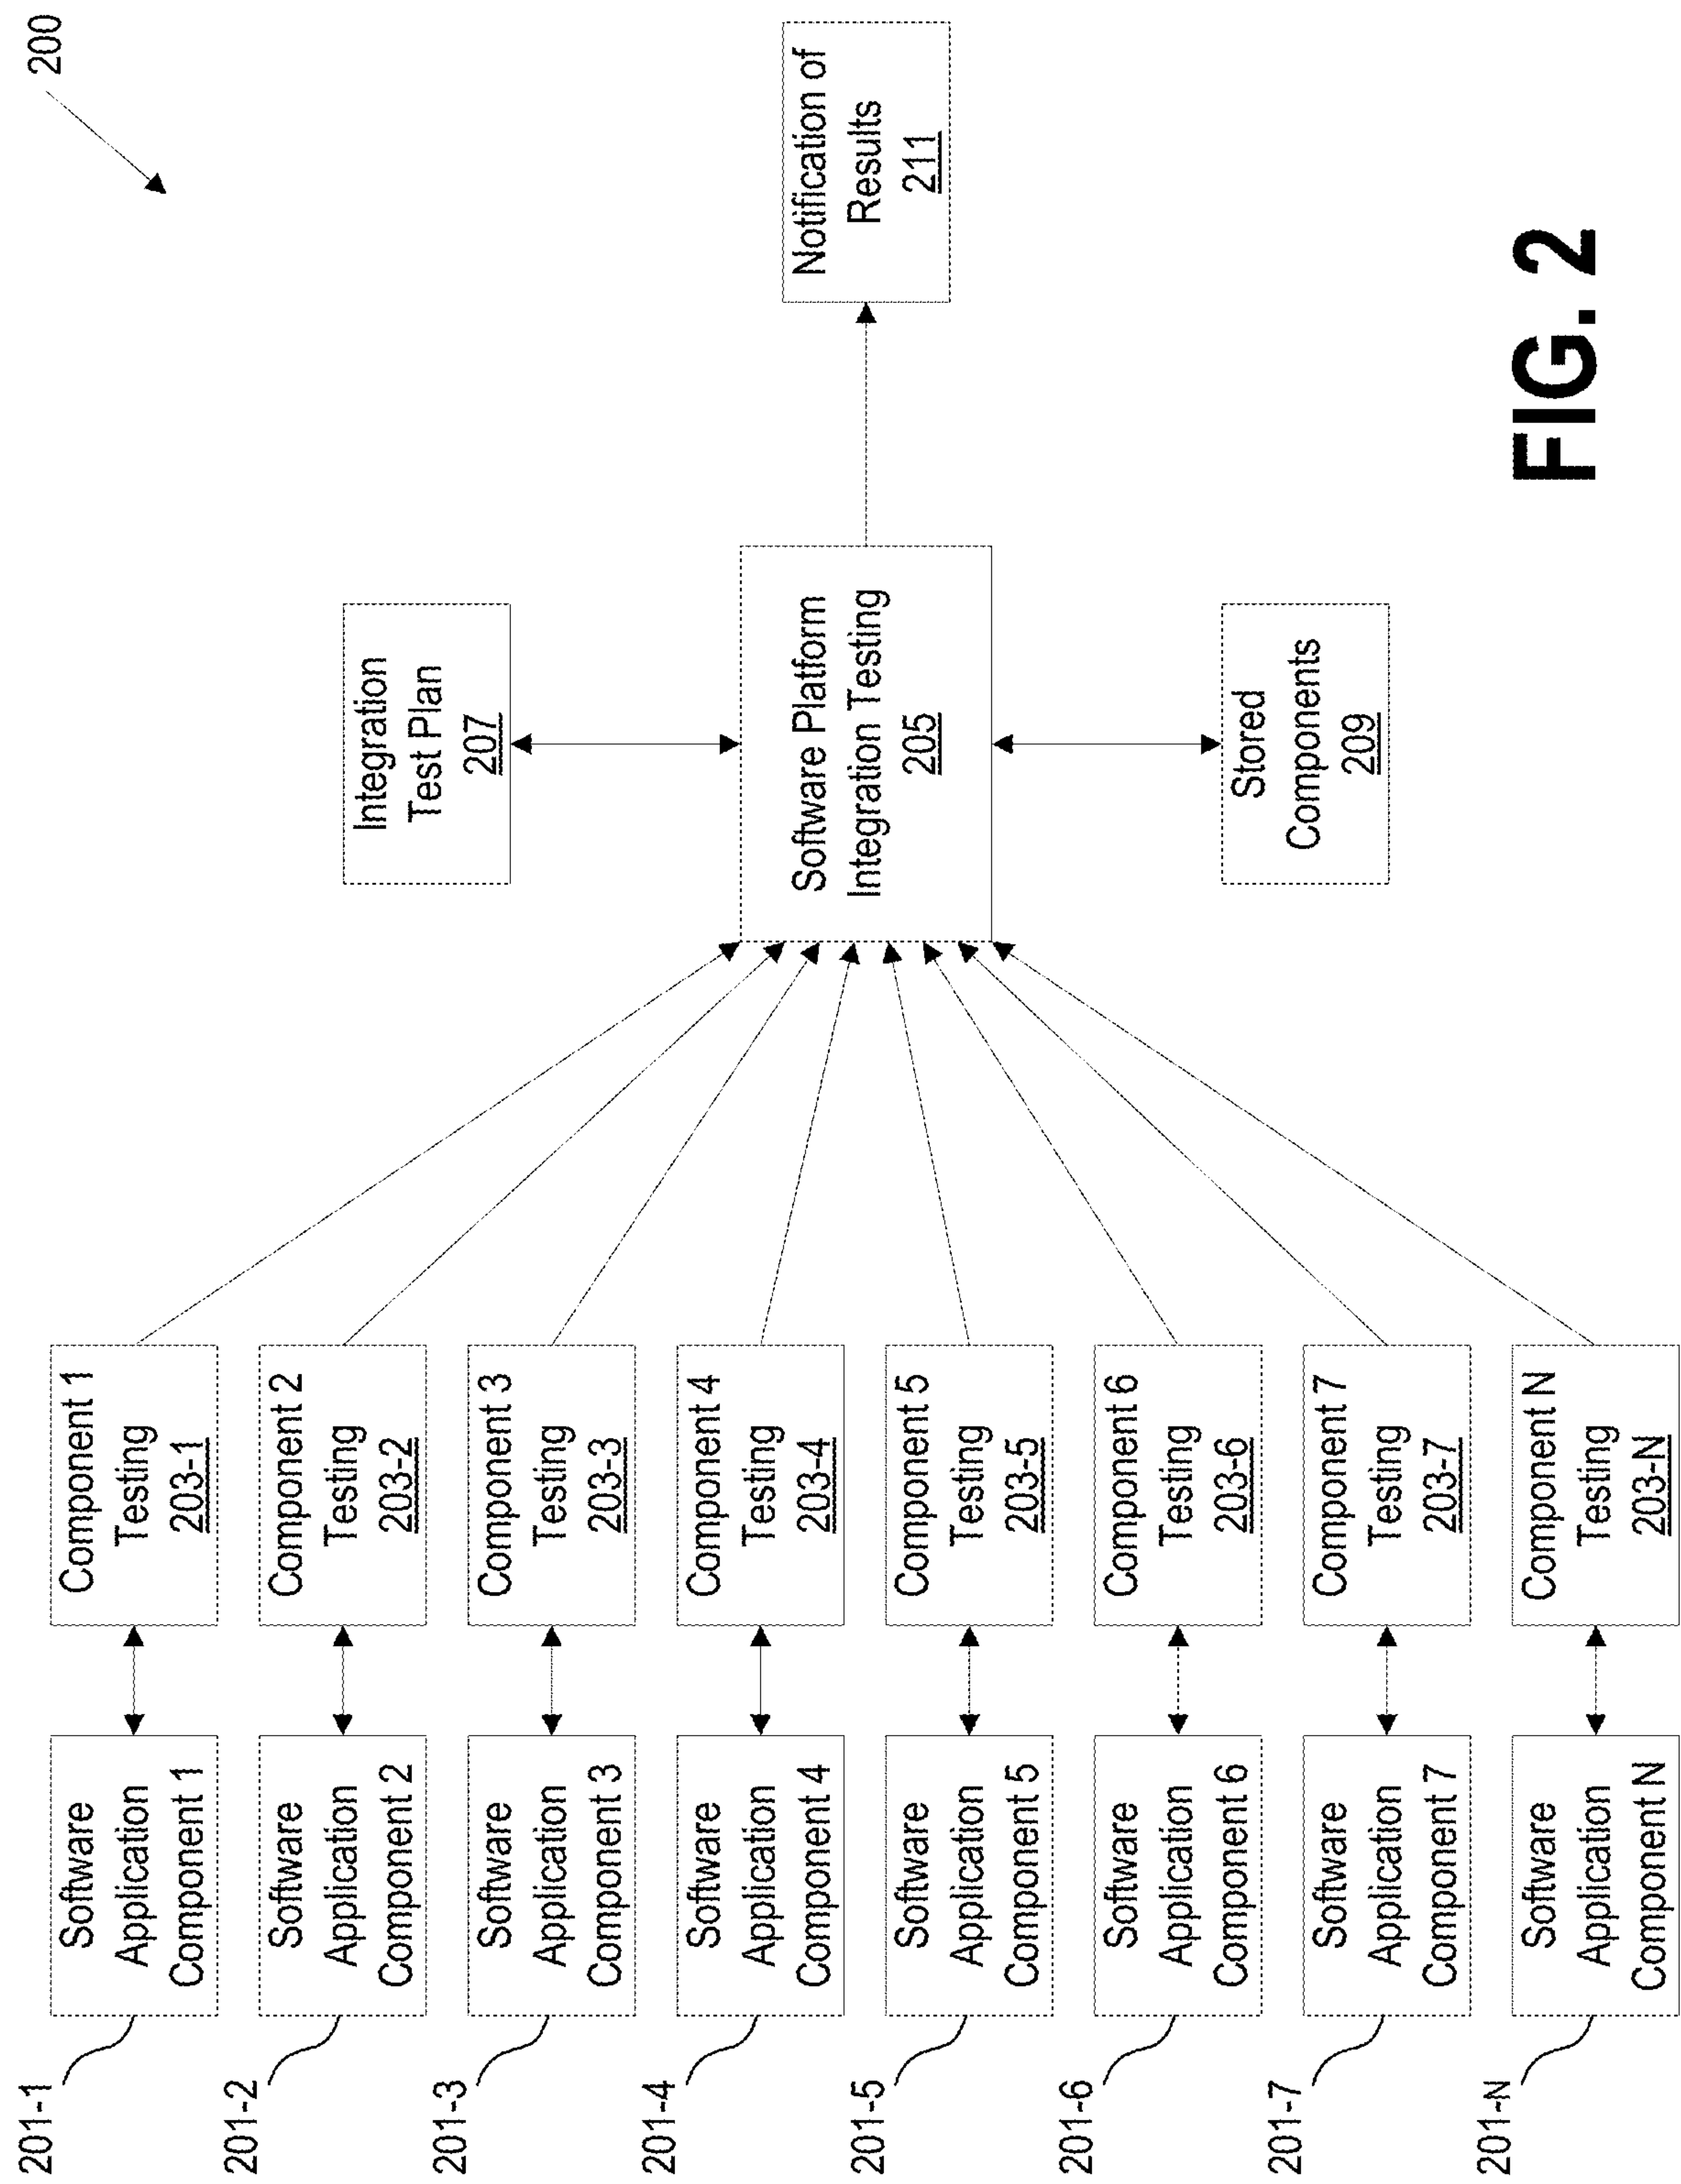 200
201-1
Software
Application
Component 1
Component 1
Testing
203-1
201-2
Software
Application
Component 2
Component 2
Testing
203-2
201-3
Software
Application
Component 3
Component 3
Testing
203-3
201-4
Software
Application
Component 4
Component 4
Testing
203-4
201-5
Software
Application
Component 5
Component 5
Testing
203-5
201-6
Software
Application
Component 6
Component 6
Testing
203-6
201-7
Software
Application
Component 7
Component 7
Testing
203-7
201-N
Software
Application
Component N
Component N
Testing
203-N
Integration
Test Plan
207
Software Platform
Integration Testing
205
Stored
Components
209
Notification of
Results
211
FIG. 2